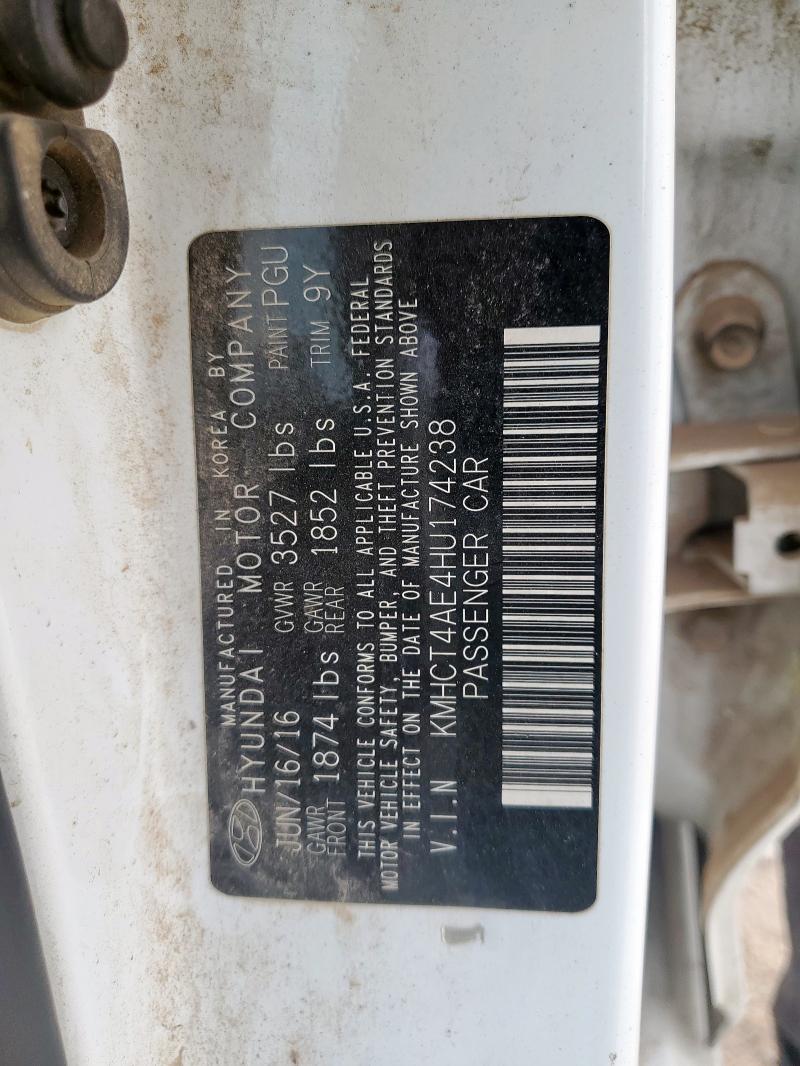 MANUFACTURED IN KOREA BY
HYUNDAI MOTOR COMPANY
JUN/16/16 GVWR 3527 lbs PAINT PGU
GAWR FRONT 1874 lbs GAWR REAR 1852 lbs TRIM 9Y
THIS VEHICLE CONFORMS TO ALL APPLICABLE U.S.A. FEDERAL
MOTOR VEHICLE SAFETY, BUMPER, AND THEFT PREVENTION STANDARDS
IN EFFECT ON THE DATE OF MANUFACTURE SHOWN ABOVE.
V.I.N KMHCT4AE4HU174238
PASSENGER CAR